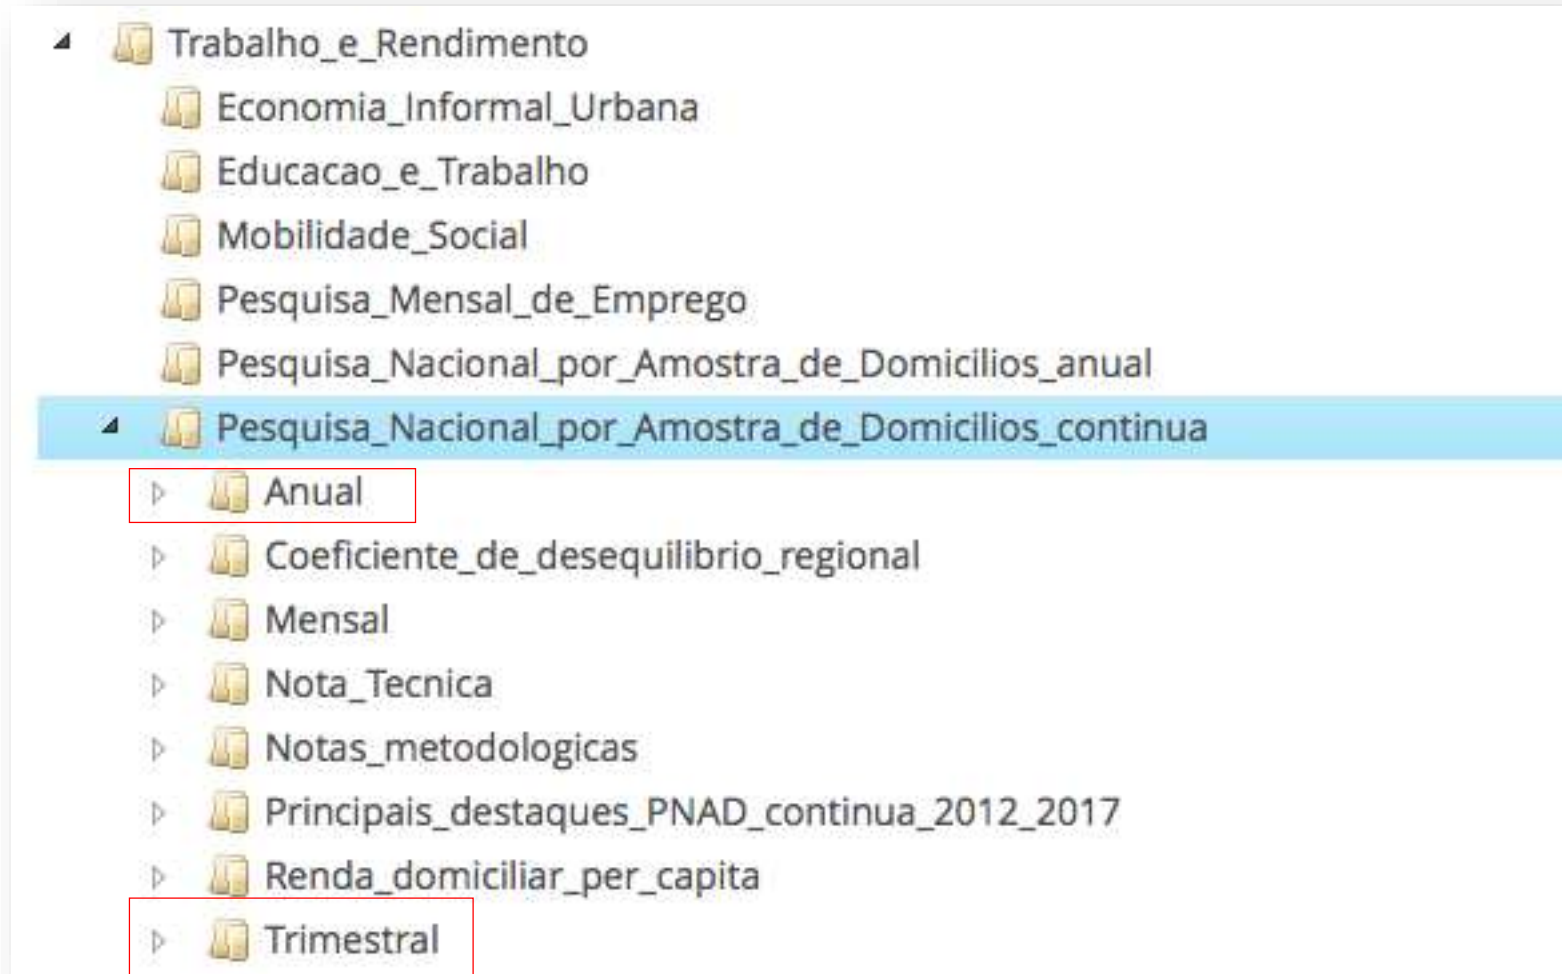 Trabalho_e_Rendimento
Economia_Informal_Urbana
Educacao_e_Trabalho
Mobilidade_Social
Pesquisa_Mensal_de_Emprego
Pesquisa_Nacional_por_Amostra_de_Domicilios_anual
Pesquisa_Nacional_por_Amostra_de_Domicilios_continua
Anual
Coeficiente_de_desequilibrio_regional
Mensal
Nota_Tecnica
Notas_metodologicas
Principais_destaques_PNAD_continua_2012_2017
Renda_domiciliar_per_capita
Trimestral